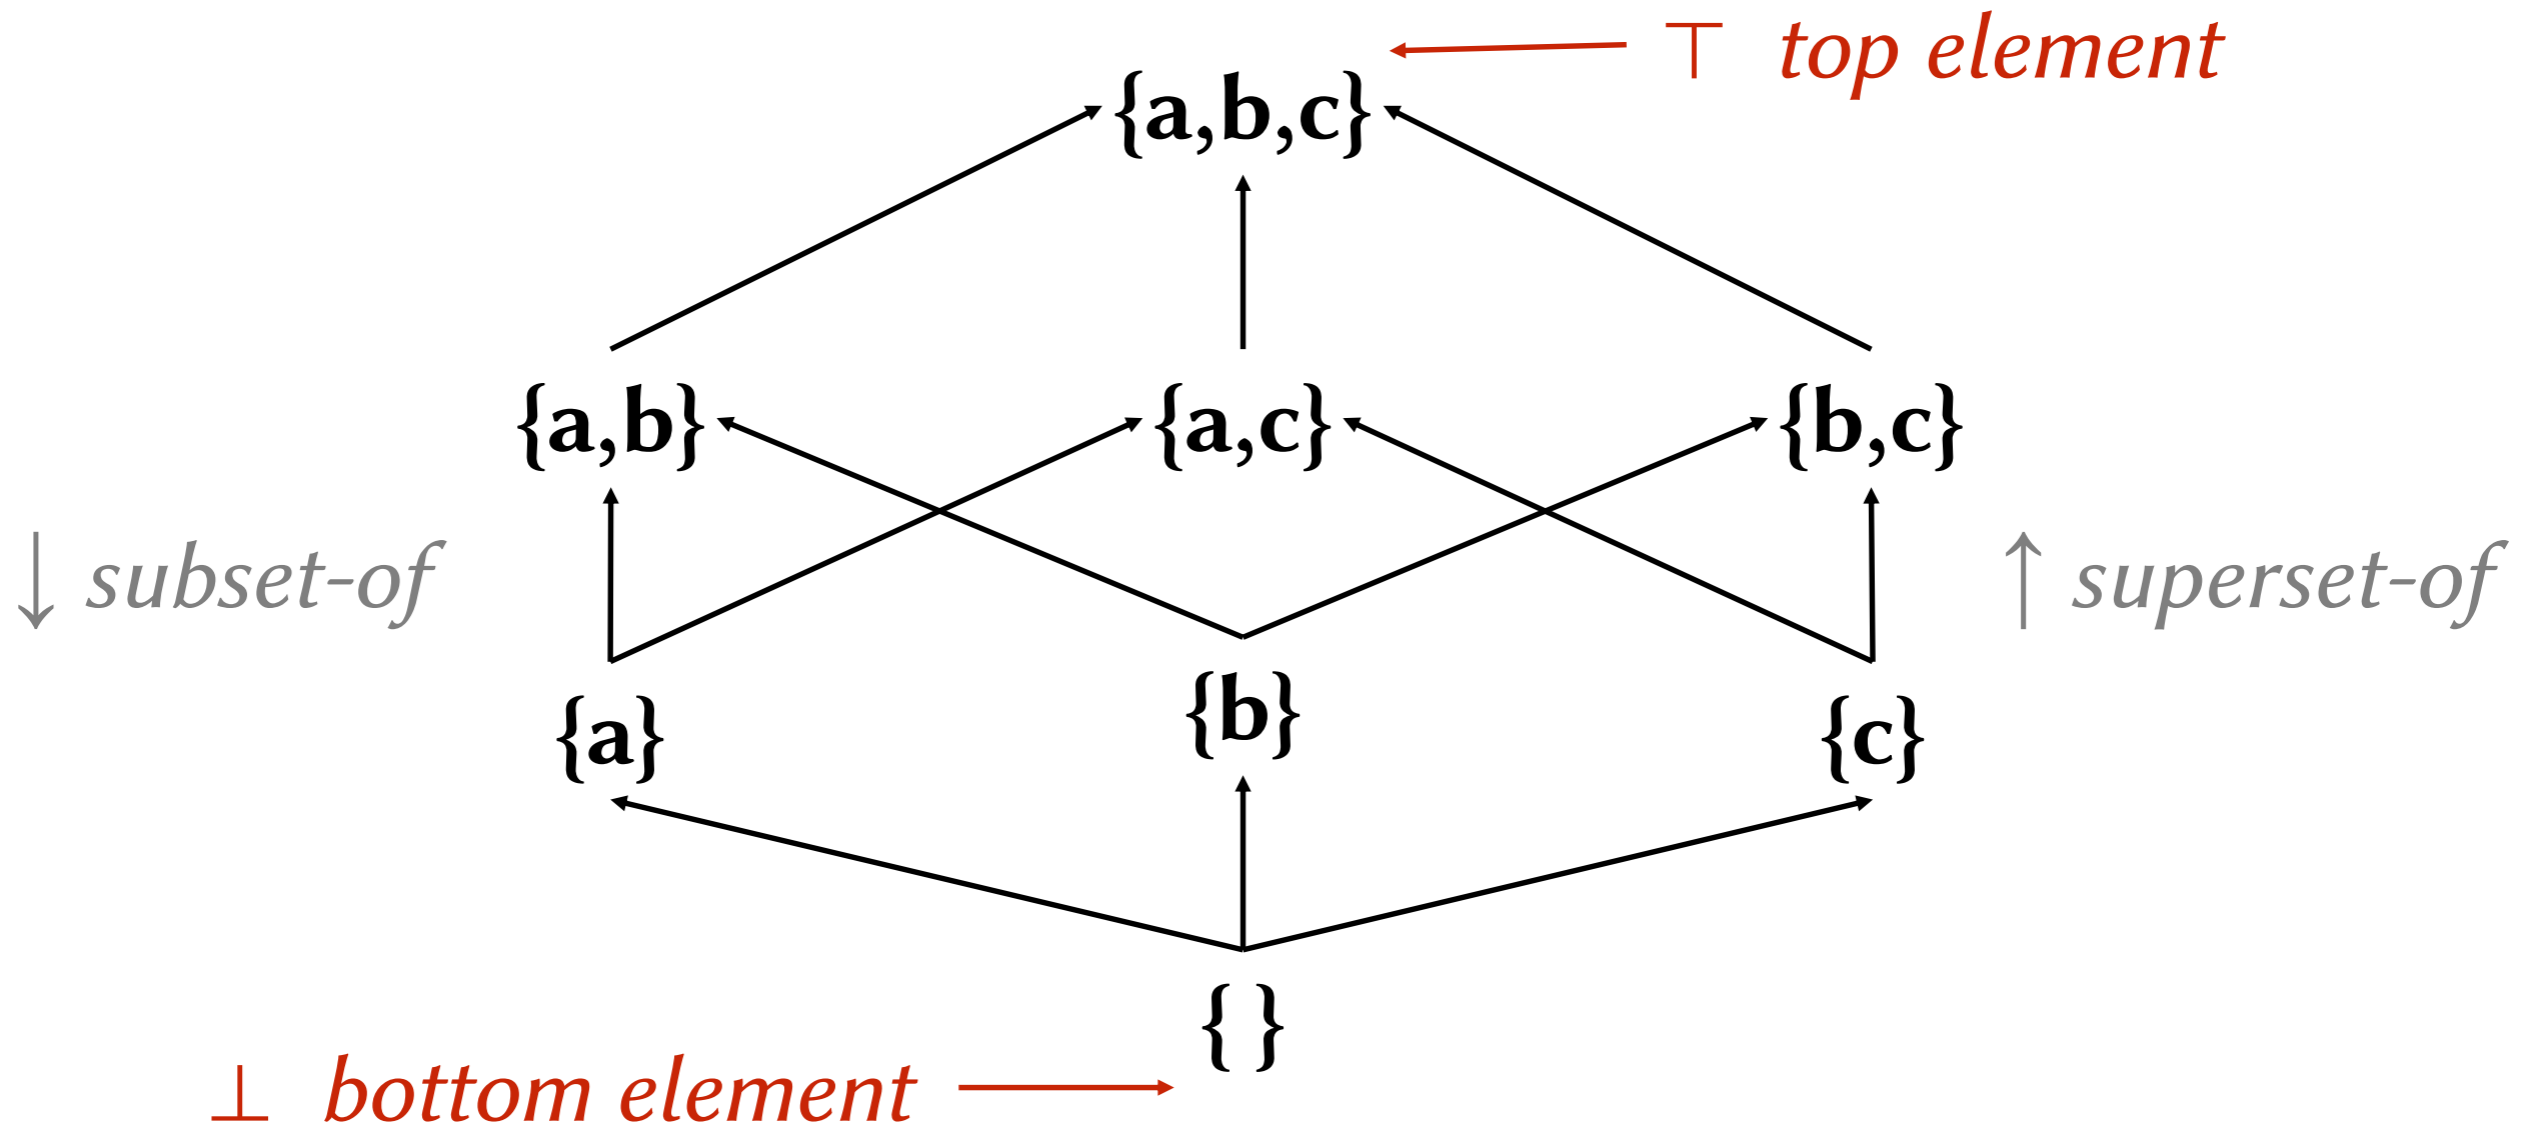 ⊤ top element
{a,b,c}
{a,b} {a,c} {b,c}
↓ subset-of ↑ superset-of
{a} {b} {c}
{ }
⊥ bottom element